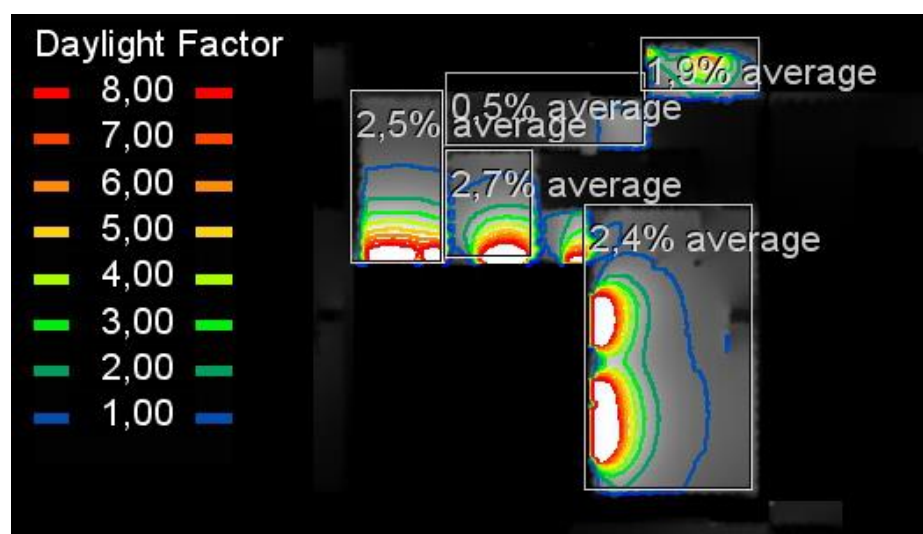 Daylight Factor
8,00
7,00
6,00
5,00
4,00
3,00
2,00
1,00
1,9% average
0,5% average
2,5% average
2,7% average
2,4% average